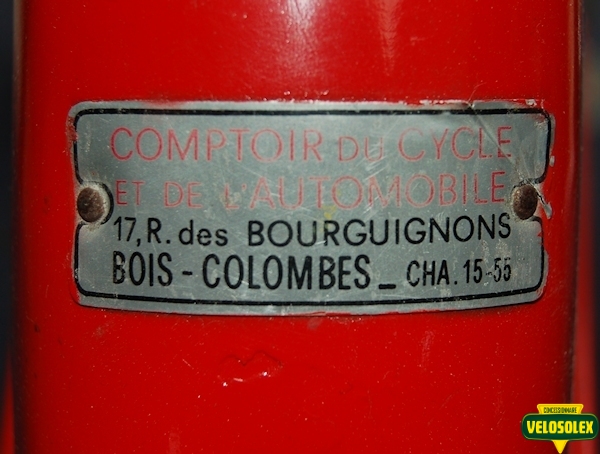 COMPTOIR DU CYCLE
ET DE L'AUTOMOBILE
17, R. des BOURGUIGNONS
BOIS - COLOMBES _ CHA. 15-55
CONCESSIONNAIRE
VELOSOLEX